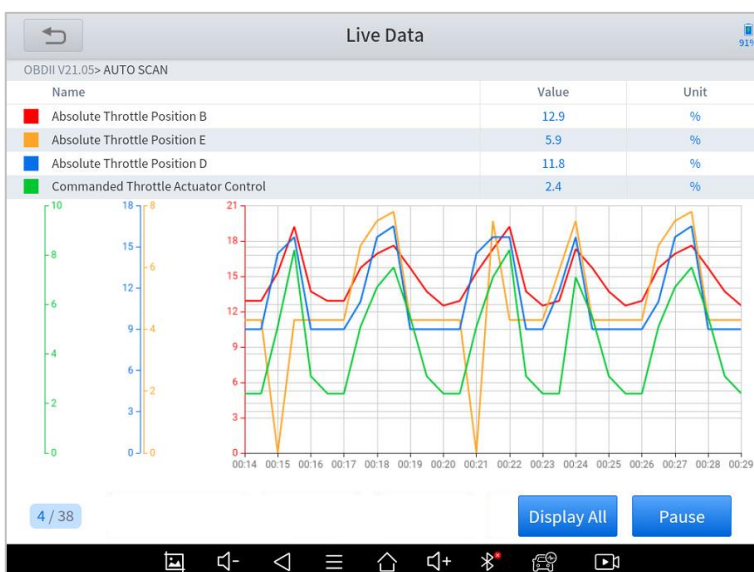 Live Data
91%
OBDII V21.05> AUTO SCAN
Name Value Unit
Absolute Throttle Position B 12.9 %
Absolute Throttle Position E 5.9 %
Absolute Throttle Position D 11.8 %
Commanded Throttle Actuator Control 2.4 %
10 18 8 21
18
8 15
6 15
12
6 12
9 4
9
4
6
2 6
2 3
3
0 0 0 0
00:14 00:15 00:16 00:17 00:18 00:19 00:20 00:21 00:22 00:23 00:24 00:25 00:26 00:27 00:28 00:29
4 / 38
Display All
Pause